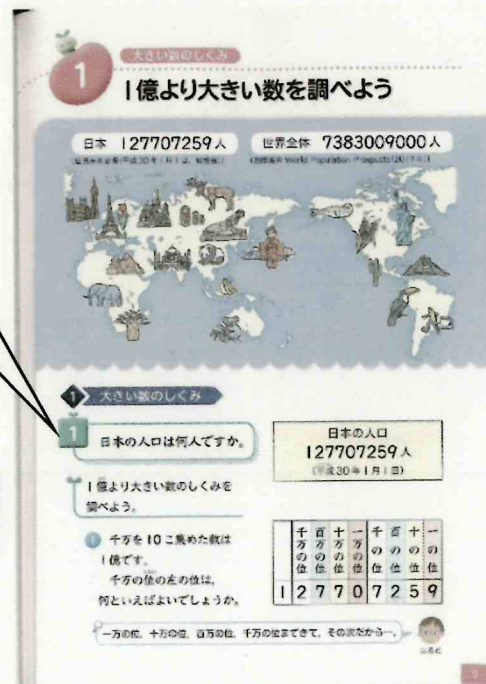 大きい数のしくみ
1
1億より大きい数を調べよう
日本 127707259人
世界全体 7383009000人
1 大きい数のしくみ
1 日本の人口は何人ですか。
日本の人口
127707259人
(平成30年1月1日)
1億より大きい数のしくみを
調べよう。
1 千万を10こ集めた数は
1億です。
千万の位の左の位は、
何といえばよいでしょうか。
千万の位 百万の位 十万の位 一万の位 千の位 百の位 十の位 一の位
1 2 7 7 0 7 2 5 9
一万の位、十万の位、百万の位、千万の位まできて、その次だから…。
9